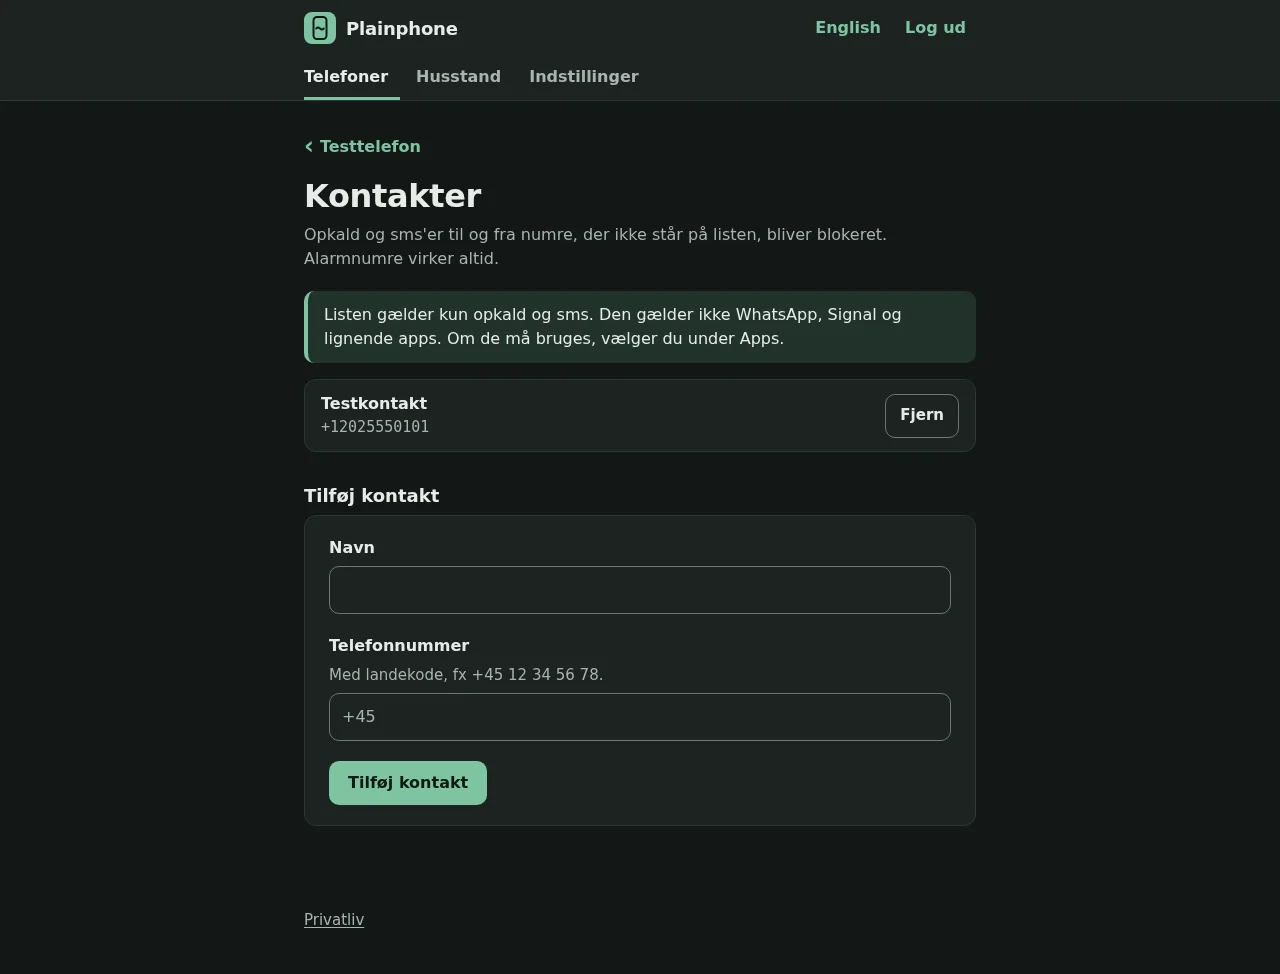 Plainphone
English
Log ud
Telefoner
Husstand
Indstillinger
‹ Testtelefon
Kontakter
Opkald og sms'er til og fra numre, der ikke står på listen, bliver blokeret.
Alarmnumre virker altid.
Listen gælder kun opkald og sms. Den gælder ikke WhatsApp, Signal og
lignende apps. Om de må bruges, vælger du under Apps.
Testkontakt
+12025550101
Fjern
Tilføj kontakt
Navn
Telefonnummer
Med landekode, fx +45 12 34 56 78.
+45
Tilføj kontakt
Privatliv